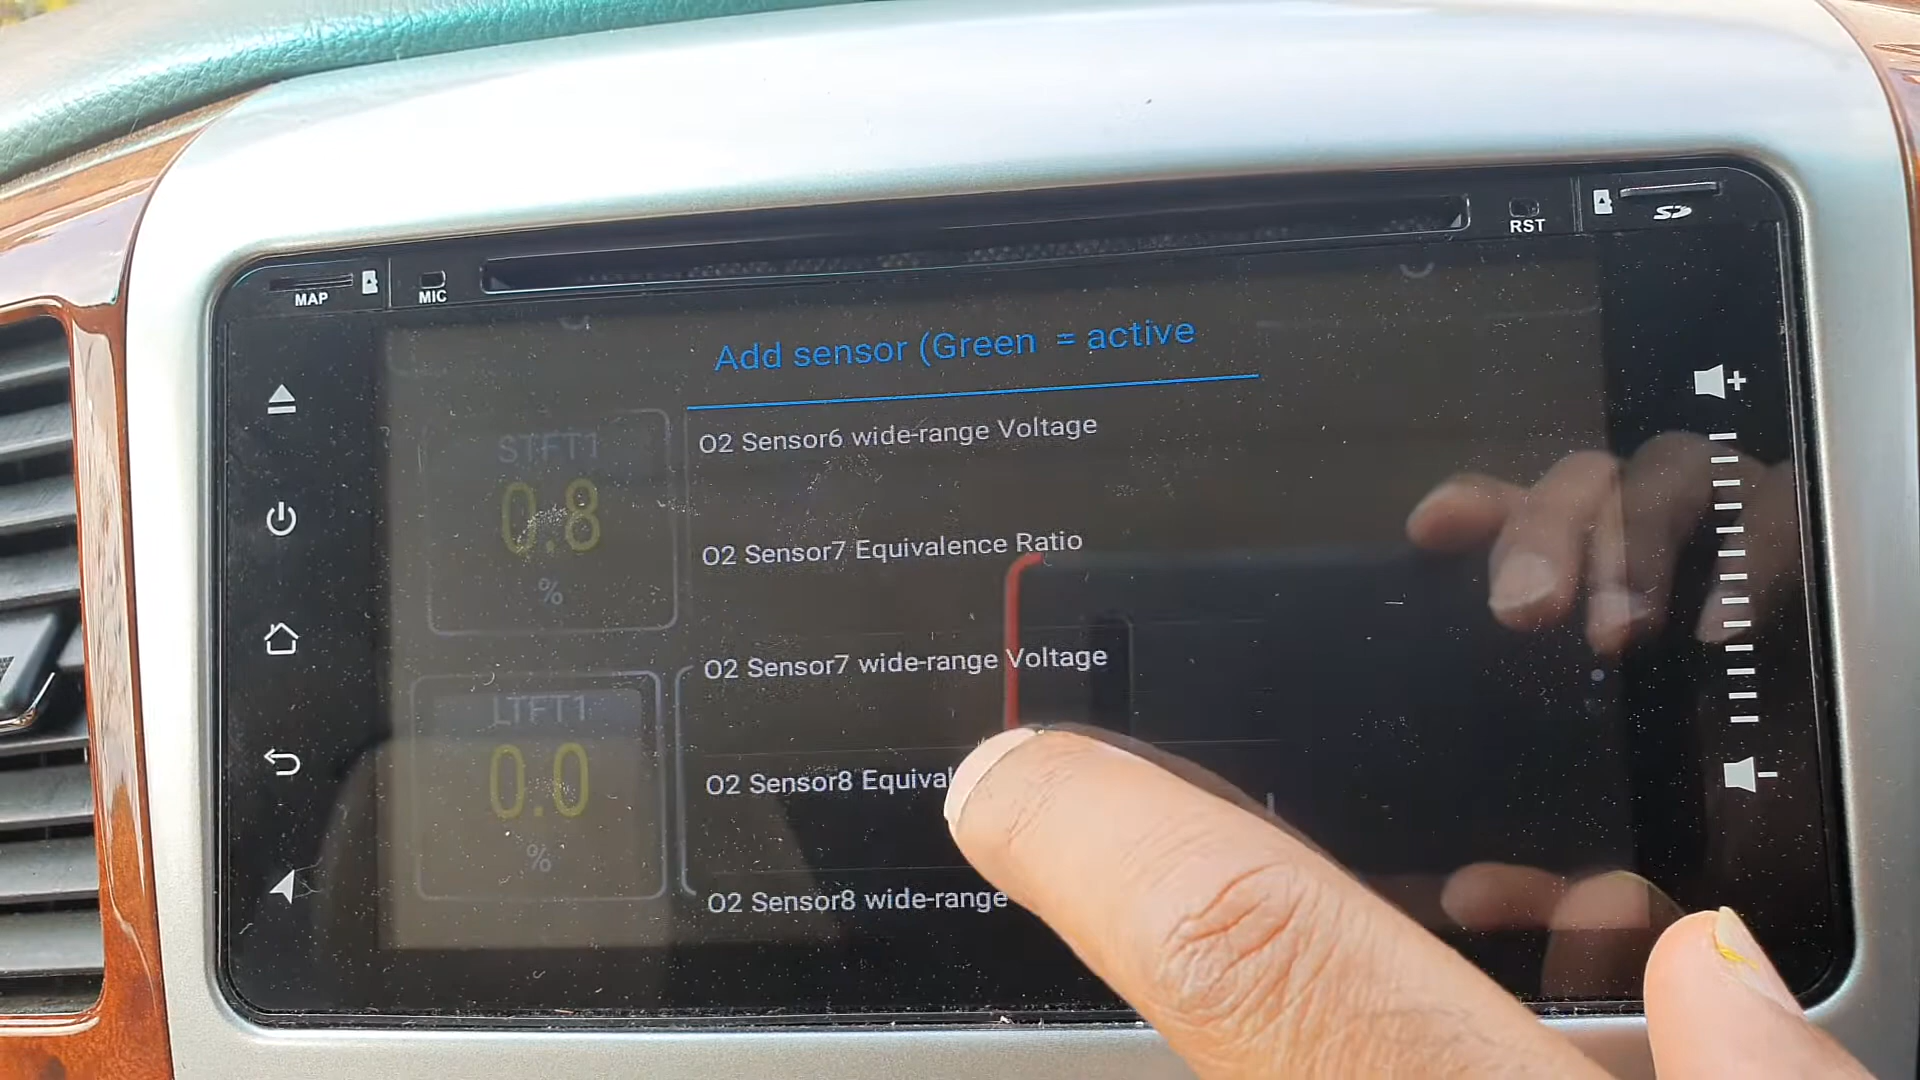 MAP
MIC
RST
SD
Add sensor (Green = active
STFT1
0.8
%
LTFT1
0.0
%
O2 Sensor6 wide-range Voltage
O2 Sensor7 Equivalence Ratio
O2 Sensor7 wide-range Voltage
O2 Sensor8 Equival
O2 Sensor8 wide-range